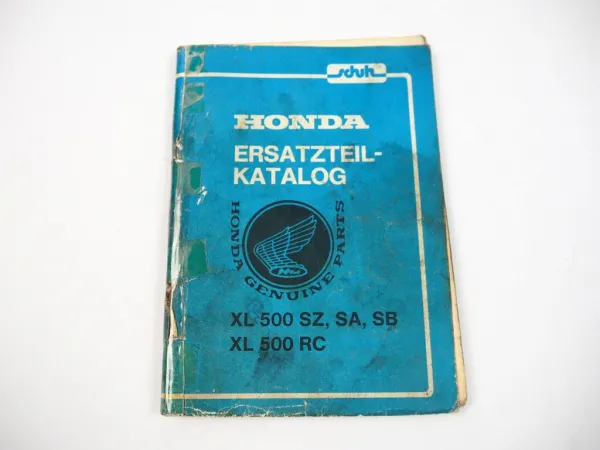 schuh
HONDA
ERSATZTEIL-
KATALOG
HONDA GENUINE PARTS
XL 500 SZ, SA, SB
XL 500 RC